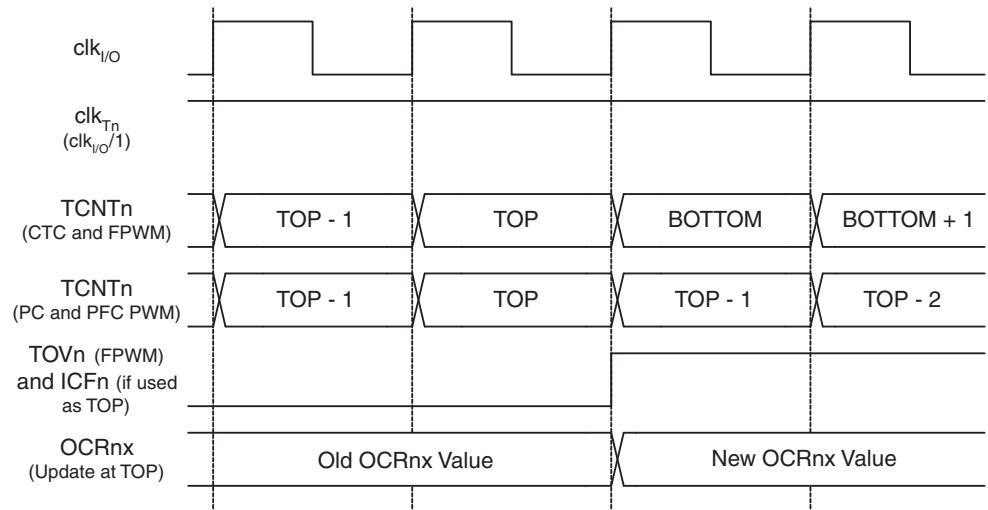 clkI/O
clkTn
(clkI/O/1)
TCNTn
(CTC and FPWM)
TOP - 1
TOP
BOTTOM
BOTTOM + 1
TCNTn
(PC and PFC PWM)
TOP - 1
TOP
TOP - 1
TOP - 2
TOVn (FPWM)
and ICFn (if used
as TOP)
OCRnx
(Update at TOP)
Old OCRnx Value
New OCRnx Value